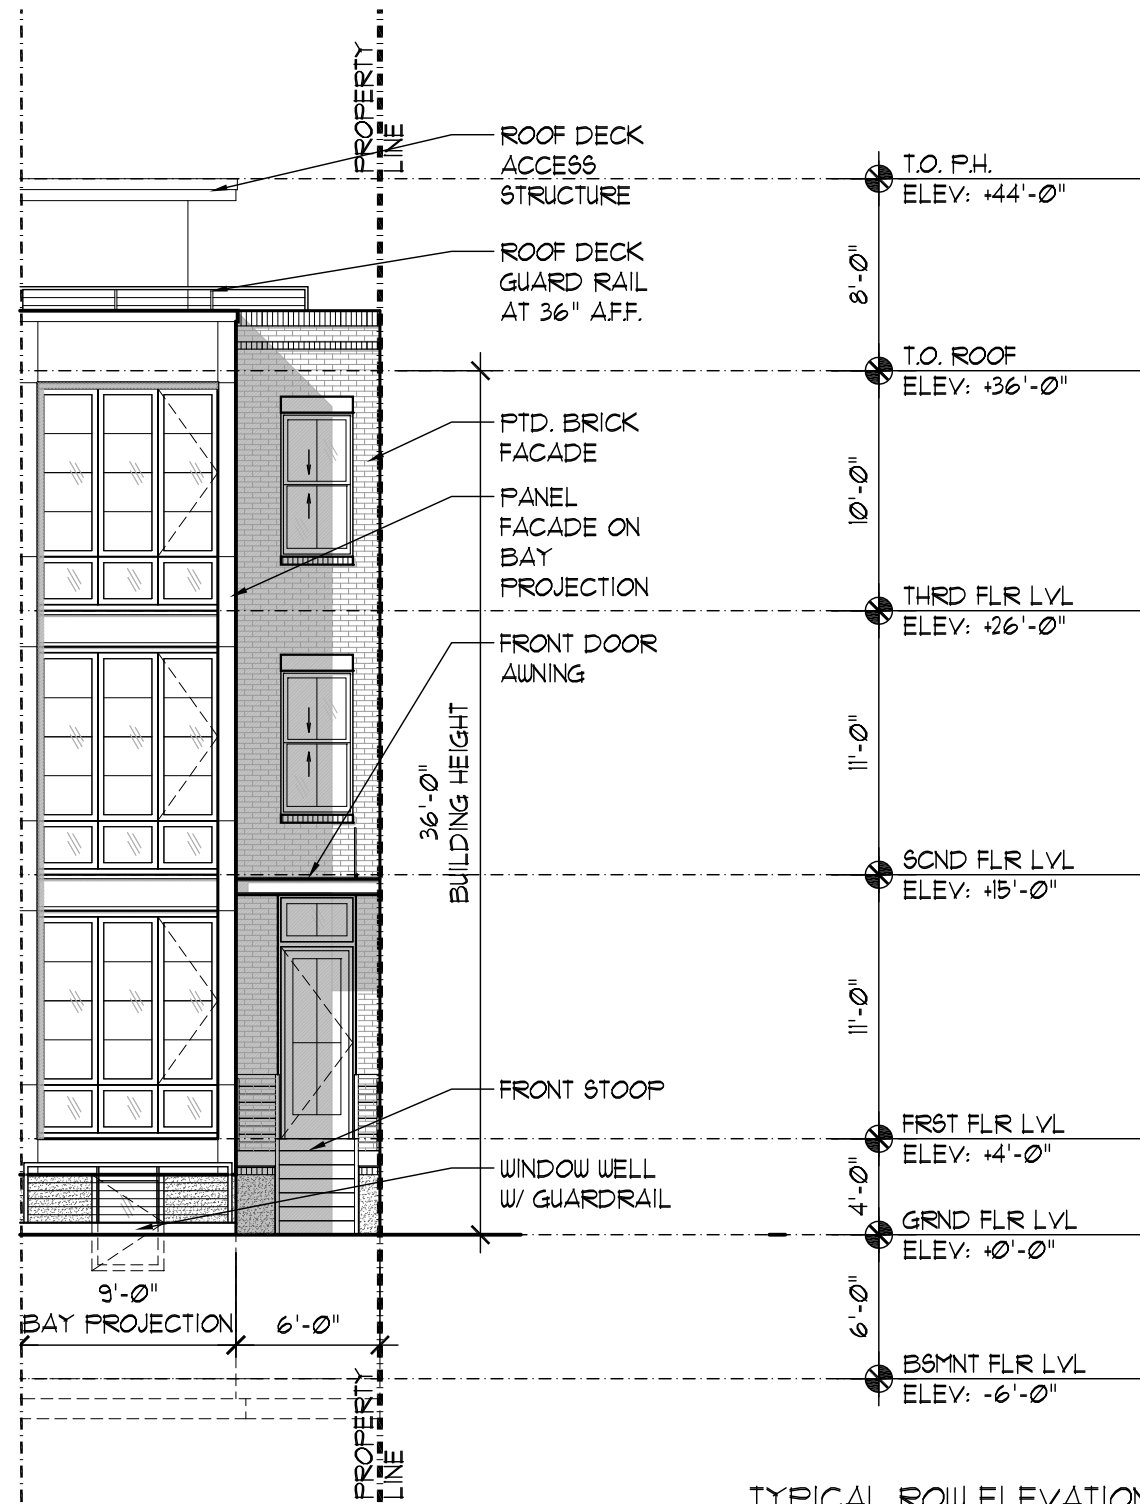 PROPERTY
LINE
ROOF DECK
ACCESS
STRUCTURE
ROOF DECK
GUARD RAIL
AT 36" A.F.F.
PTD. BRICK
FACADE
PANEL
FACADE ON
BAY
PROJECTION
FRONT DOOR
AWNING
36'-0"
BUILDING HEIGHT
FRONT STOOP
WINDOW WELL
W/ GUARDRAIL
9'-0"
BAY PROJECTION
6'-0"
PROPERTY
LINE
T.O. P.H.
ELEV: +44'-0"
8'-0"
T.O. ROOF
ELEV: +36'-0"
10'-0"
THRD FLR LVL
ELEV: +26'-0"
11'-0"
SCND FLR LVL
ELEV: +15'-0"
11'-0"
FRST FLR LVL
ELEV: +4'-0"
4'-0"
GRND FLR LVL
ELEV: +0'-0"
6'-0"
BSMNT FLR LVL
ELEV: -6'-0"
TYPICAL ROW ELEVATION